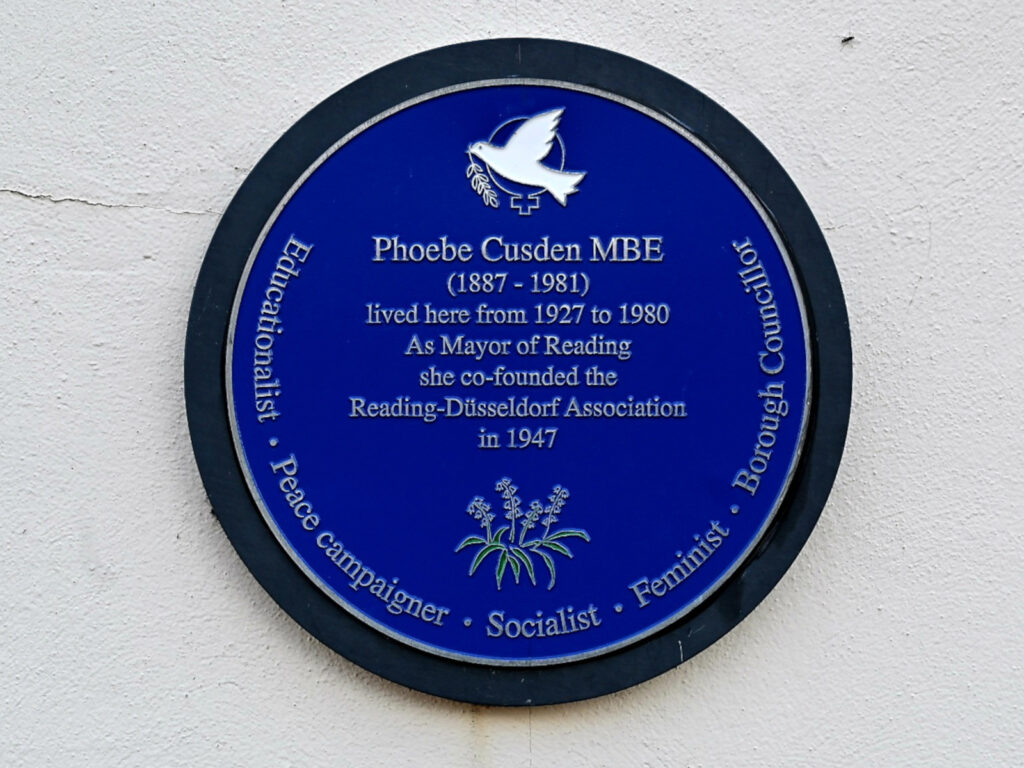 Phoebe Cusden MBE
(1887 - 1981)
lived here from 1927 to 1980
As Mayor of Reading
she co-founded the
Reading-Düsseldorf Association
in 1947
Educationalist • Peace campaigner • Socialist • Feminist • Borough Councillor